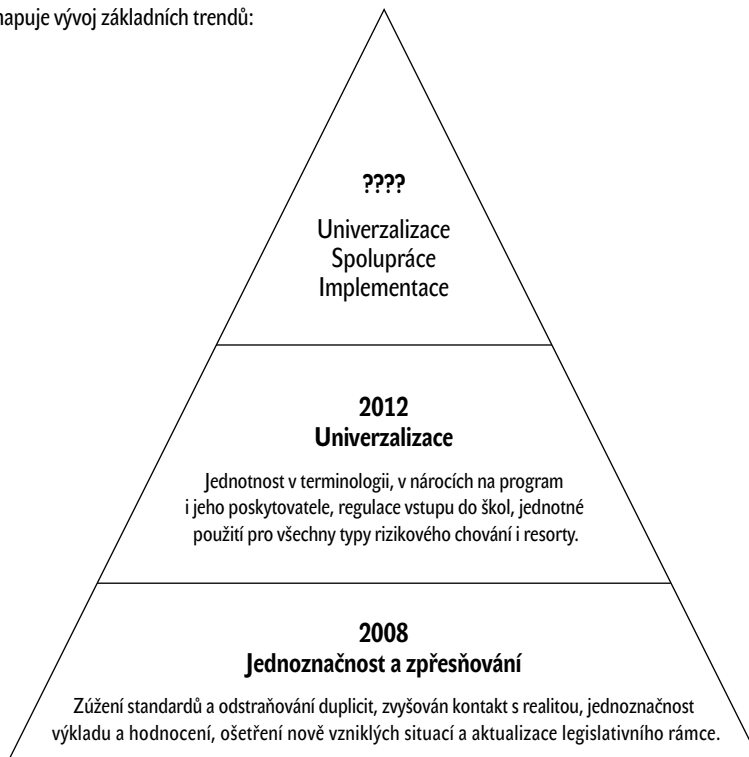 mapuje vývoj základních trendů:
????
Univerzalizace
Spolupráce
Implementace
2012
Univerzalizace
Jednotnost v terminologii, v nárocích na program
i jeho poskytovatele, regulace vstupu do škol, jednotné
použití pro všechny typy rizikového chování i resorty.
2008
Jednoznačnost a zpřesňování
Zúžení standardů a odstraňování duplicit, zvyšován kontakt s realitou, jednoznačnost
výkladu a hodnocení, ošetření nově vzniklých situací a aktualizace legislativního rámce.